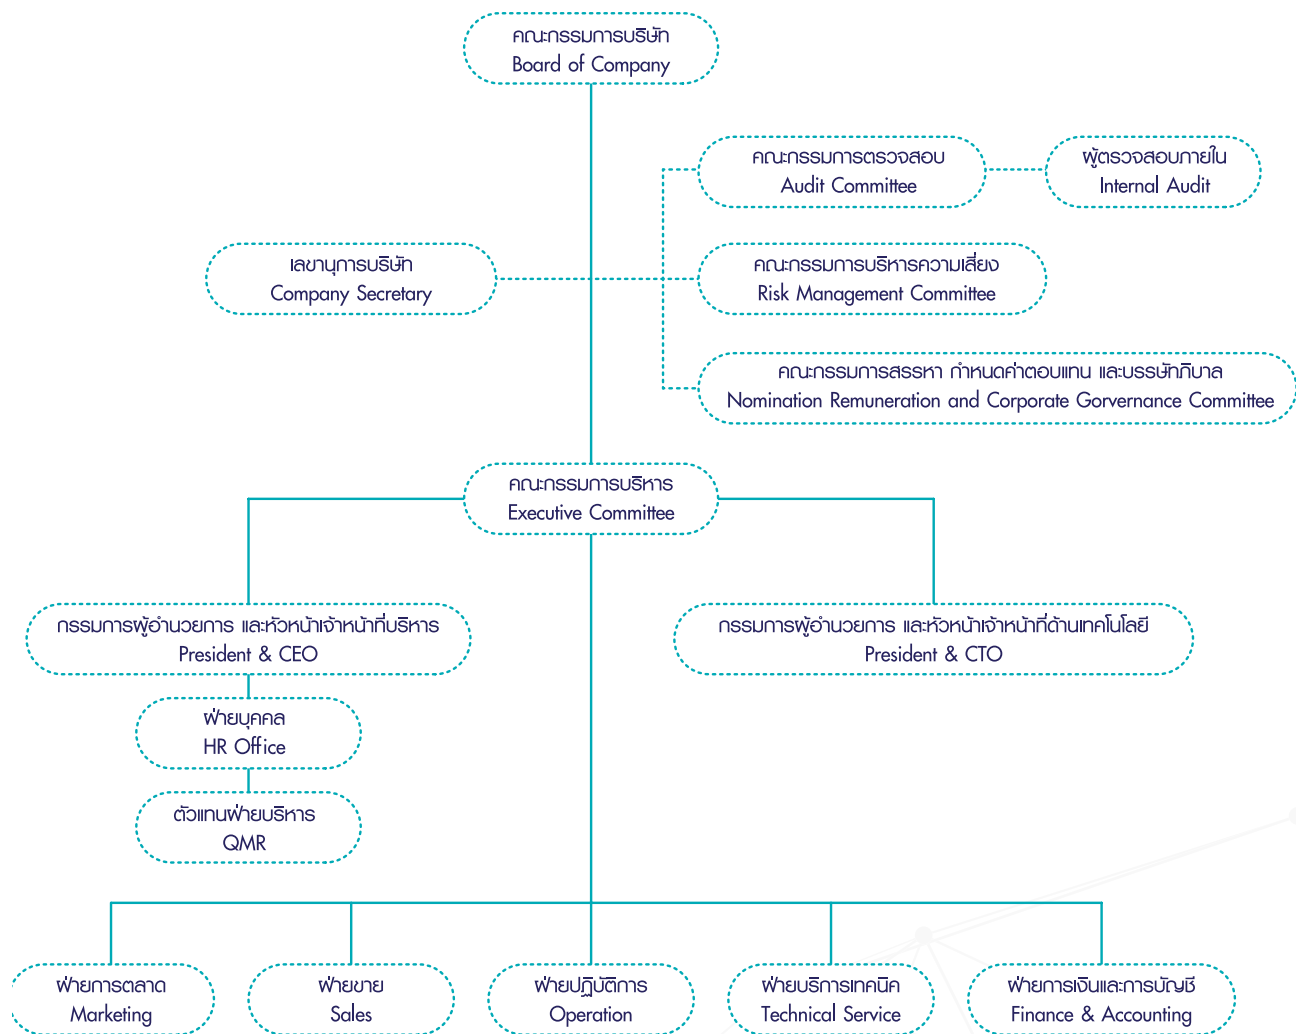 คณะกรรมการบริษัท
Board of Company
คณะกรรมการตรวจสอบ
Audit Committee
ผู้ตรวจสอบภายใน
Internal Audit
เลขานุการบริษัท
Company Secretary
คณะกรรมการบริหารความเสี่ยง
Risk Management Committee
คณะกรรมการสรรหา กำหนดค่าตอบแทน และบรรษัทภิบาล
Nomination Remuneration and Corporate Gorvernance Committee
คณะกรรมการบริหาร
Executive Committee
กรรมการผู้อำนวยการ และหัวหน้าเจ้าหน้าที่บริหาร
President & CEO
กรรมการผู้อำนวยการ และหัวหน้าเจ้าหน้าที่ด้านเทคโนโลยี
President & CTO
ฝ่ายบุคคล
HR Office
ตัวแทนฝ่ายบริหาร
QMR
ฝ่ายการตลาด
Marketing
ฝ่ายขาย
Sales
ฝ่ายปฏิบัติการ
Operation
ฝ่ายบริการเทคนิค
Technical Service
ฝ่ายการเงินและการบัญชี
Finance & Accounting